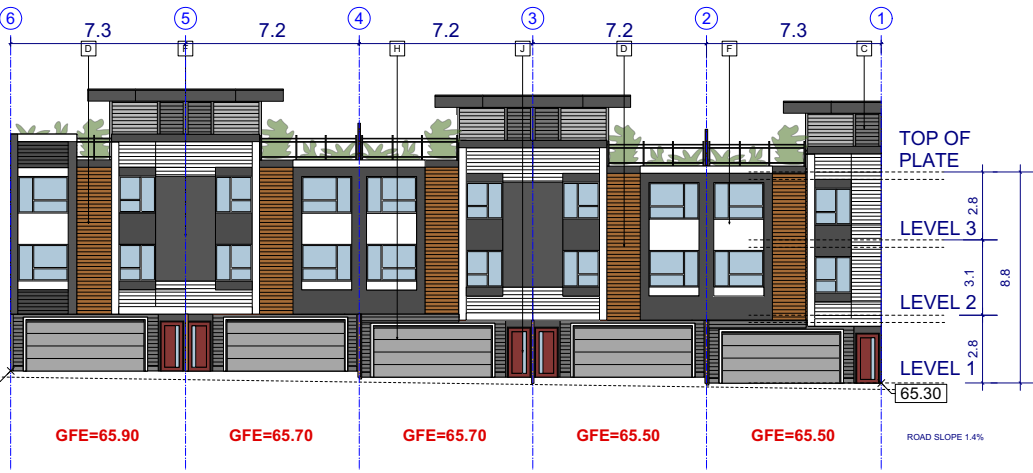 6 5 4 3 2 1
7.3 7.2 7.2 7.2 7.3
D F H J D F C
TOP OF
PLATE
2.8
LEVEL 3
3.1
8.8
LEVEL 2
2.8
LEVEL 1
65.30
GFE=65.90 GFE=65.70 GFE=65.70 GFE=65.50 GFE=65.50
ROAD SLOPE 1.4%